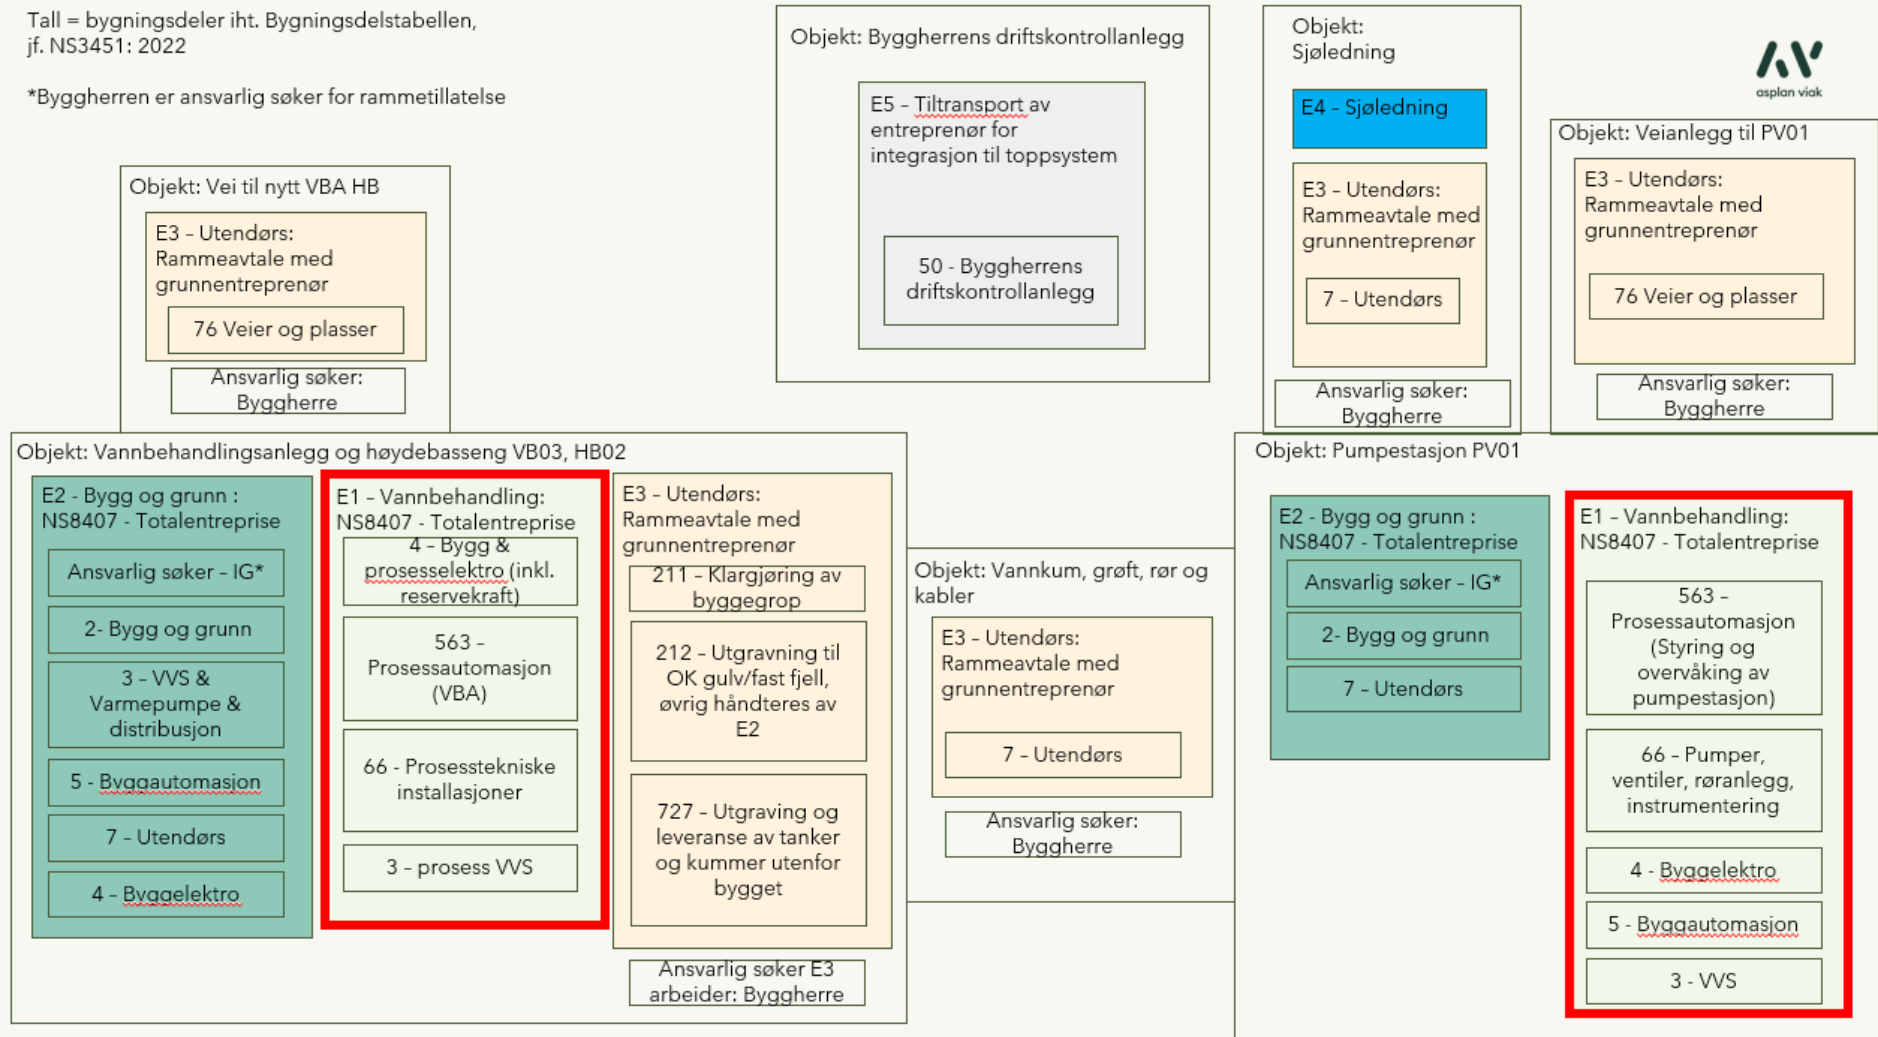 Tall = bygningsdeler iht. Bygningsdelstabellen,
jf. NS3451: 2022
*Byggherren er ansvarlig søker for rammetillatelse
Objekt: Vei til nytt VBA HB
E3 – Utendørs:
Rammeavtale med
grunnentreprenør
76 Veier og plasser
Ansvarlig søker:
Byggherre
Objekt: Byggherrens driftskontrollanlegg
E5 – Tiltransport av
entreprenør for
integrasjon til toppsystem
50 - Byggherrens
driftskontrollanlegg
Objekt:
Sjøledning
E4 – Sjøledning
E3 – Utendørs:
Rammeavtale med
grunnentreprenør
7 – Utendørs
Ansvarlig søker:
Byggherre
asplan viak
Objekt: Veianlegg til PV01
E3 – Utendørs:
Rammeavtale med
grunnentreprenør
76 Veier og plasser
Ansvarlig søker:
Byggherre
Objekt: Vannbehandlingsanlegg og høydebasseng VB03, HB02
E2 - Bygg og grunn :
NS8407 - Totalentreprise
Ansvarlig søker – IG*
2- Bygg og grunn
3 – VVS &
Varmepumpe &
distribusjon
5 - Byggautomasjon
7 – Utendørs
4 – Byggelektro
E1 – Vannbehandling:
NS8407 - Totalentreprise
4 – Bygg &
prosesselektro (inkl.
reservekraft)
563 –
Prosessautomasjon
(VBA)
66 - Prosesstekniske
installasjoner
3 – prosess VVS
E3 – Utendørs:
Rammeavtale med
grunnentreprenør
211 – Klargjøring av
byggegrop
212 – Utgravning til
OK gulv/fast fjell,
øvrig håndteres av
E2
727 – Utgraving og
leveranse av tanker
og kummer utenfor
bygget
Ansvarlig søker E3
arbeider: Byggherre
Objekt: Vannkum, grøft, rør og
kabler
E3 – Utendørs:
Rammeavtale med
grunnentreprenør
7 – Utendørs
Ansvarlig søker:
Byggherre
Objekt: Pumpestasjon PV01
E2 - Bygg og grunn :
NS8407 - Totalentreprise
Ansvarlig søker – IG*
2- Bygg og grunn
7 – Utendørs
E1 – Vannbehandling:
NS8407 - Totalentreprise
563 –
Prosessautomasjon
(Styring og
overvåking av
pumpestasjon)
66 – Pumper,
ventiler, røranlegg,
instrumentering
4 - Byggelektro
5 - Byggautomasjon
3 - VVS